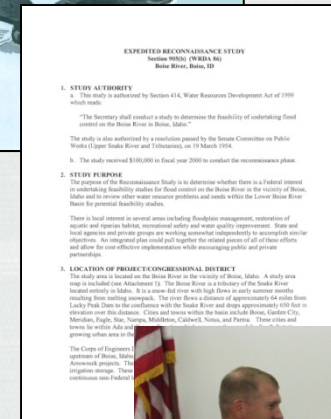 EXPEDITED RECONNAISSANCE STUDY
Section 905(b) (WRDA 86)
Boise River, Boise, ID
1. STUDY AUTHORITY
a. This study is authorized by Section 414, Water Resources Development Act of 1999
which reads:
"The Secretary shall conduct a study to determine the feasibility of undertaking flood
control on the Boise River in Boise, Idaho."
The study is also authorized by a resolution passed by the Senate Committee on Public
Works (Upper Snake River and Tributaries), on 19 March 1954.
b. The study received $100,000 in fiscal year 2000 to conduct the reconnaissance phase.
2. STUDY PURPOSE
The purpose of the Reconnaissance Study is to determine whether there is a Federal interest
in undertaking feasibility studies for flood control on the Boise River in the vicinity of Boise,
Idaho and to review other water resource problems and needs within the Lower Boise River
Basin for potential feasibility studies.
There is local interest in several areas including floodplain management, restoration of
aquatic and riparian habitat, recreational safety and water quality improvement. State and
local agencies and private groups are working somewhat independently to accomplish similar
objectives. An integrated plan could pull together the related pieces of all of these efforts
and allow for cost-effective implementation while encouraging public and private
partnerships.
3. LOCATION OF PROJECT/CONGRESSIONAL DISTRICT
The study area is located on the Boise River in the vicinity of Boise, Idaho. A study area
map is included (see Attachment 1). The Boise River is a tributary of the Snake River
located entirely in Idaho. It is a snow-fed river with high flows in early summer months
resulting from melting snowpack. The river flows a distance of approximately 64 miles from
Lucky Peak Dam to the confluence with the Snake River and drops approximately 650 feet in
elevation over this distance. Cities and towns within the basin include Boise, Garden City,
Meridian, Eagle, Star, Nampa, Middleton, Caldwell, Notus, and Parma. These cities and
towns lie within Ada and
growing urban area in the
The Corps of Engineers
upstream of Boise, Idaho
Arrowrock projects. The
irrigation storage. These
continuous non-Federal